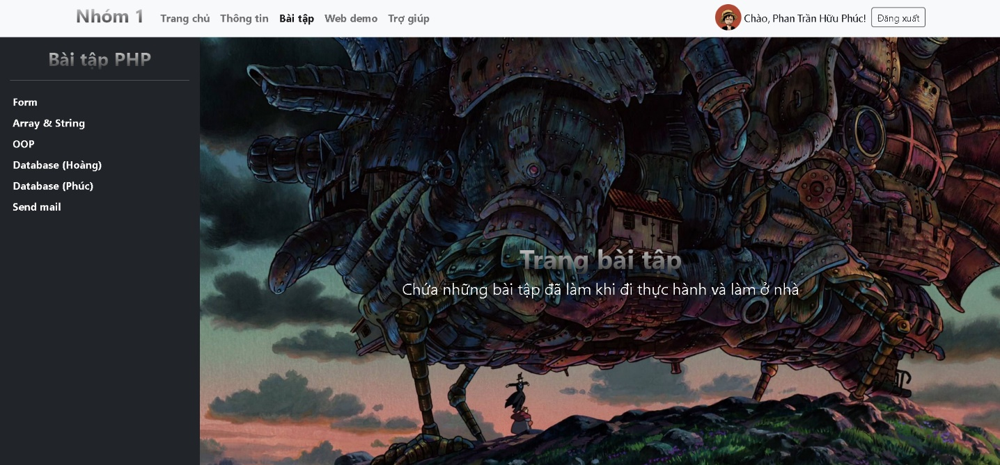 Nhóm 1 Trang chủ Thông tin Bài tập Web demo Trợ giúp Chào, Phan Trần Hữu Phúc! Đăng xuất
Bài tập PHP
Form
Array & String
OOP
Database (Hoàng)
Database (Phúc)
Send mail
Trang bài tập
Chứa những bài tập đã làm khi đi thực hành và làm ở nhà